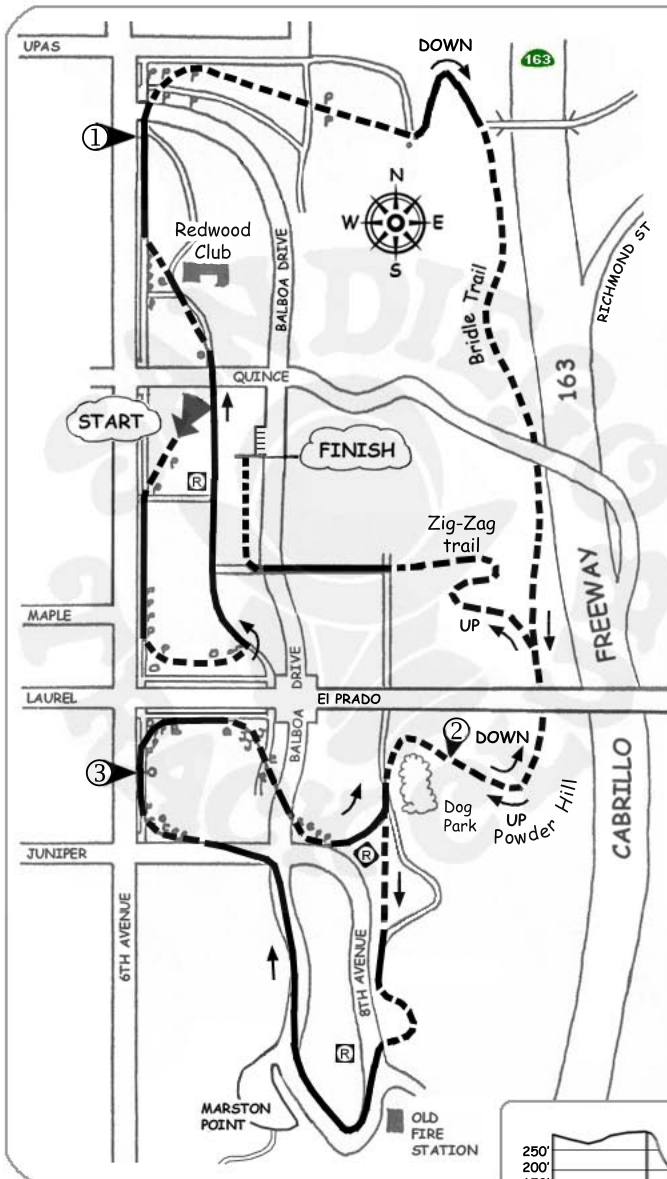 UPAS
DOWN
163
①
N
W E
S
Redwood
Club
BALBOA DRIVE
Bridle Trail
RICHMOND ST
163
QUINCE
START
FINISH
R
Zig-Zag
trail
UP
FREEWAY
MAPLE
LAUREL
El PRADO
BALBOA DRIVE
②
DOWN
③
Dog
Park
UP
Powder Hill
CABRILLO
JUNIPER
R
6TH AVENUE
8TH AVENUE
R
MARSTON
POINT
OLD
FIRE
STATION
250'
200'